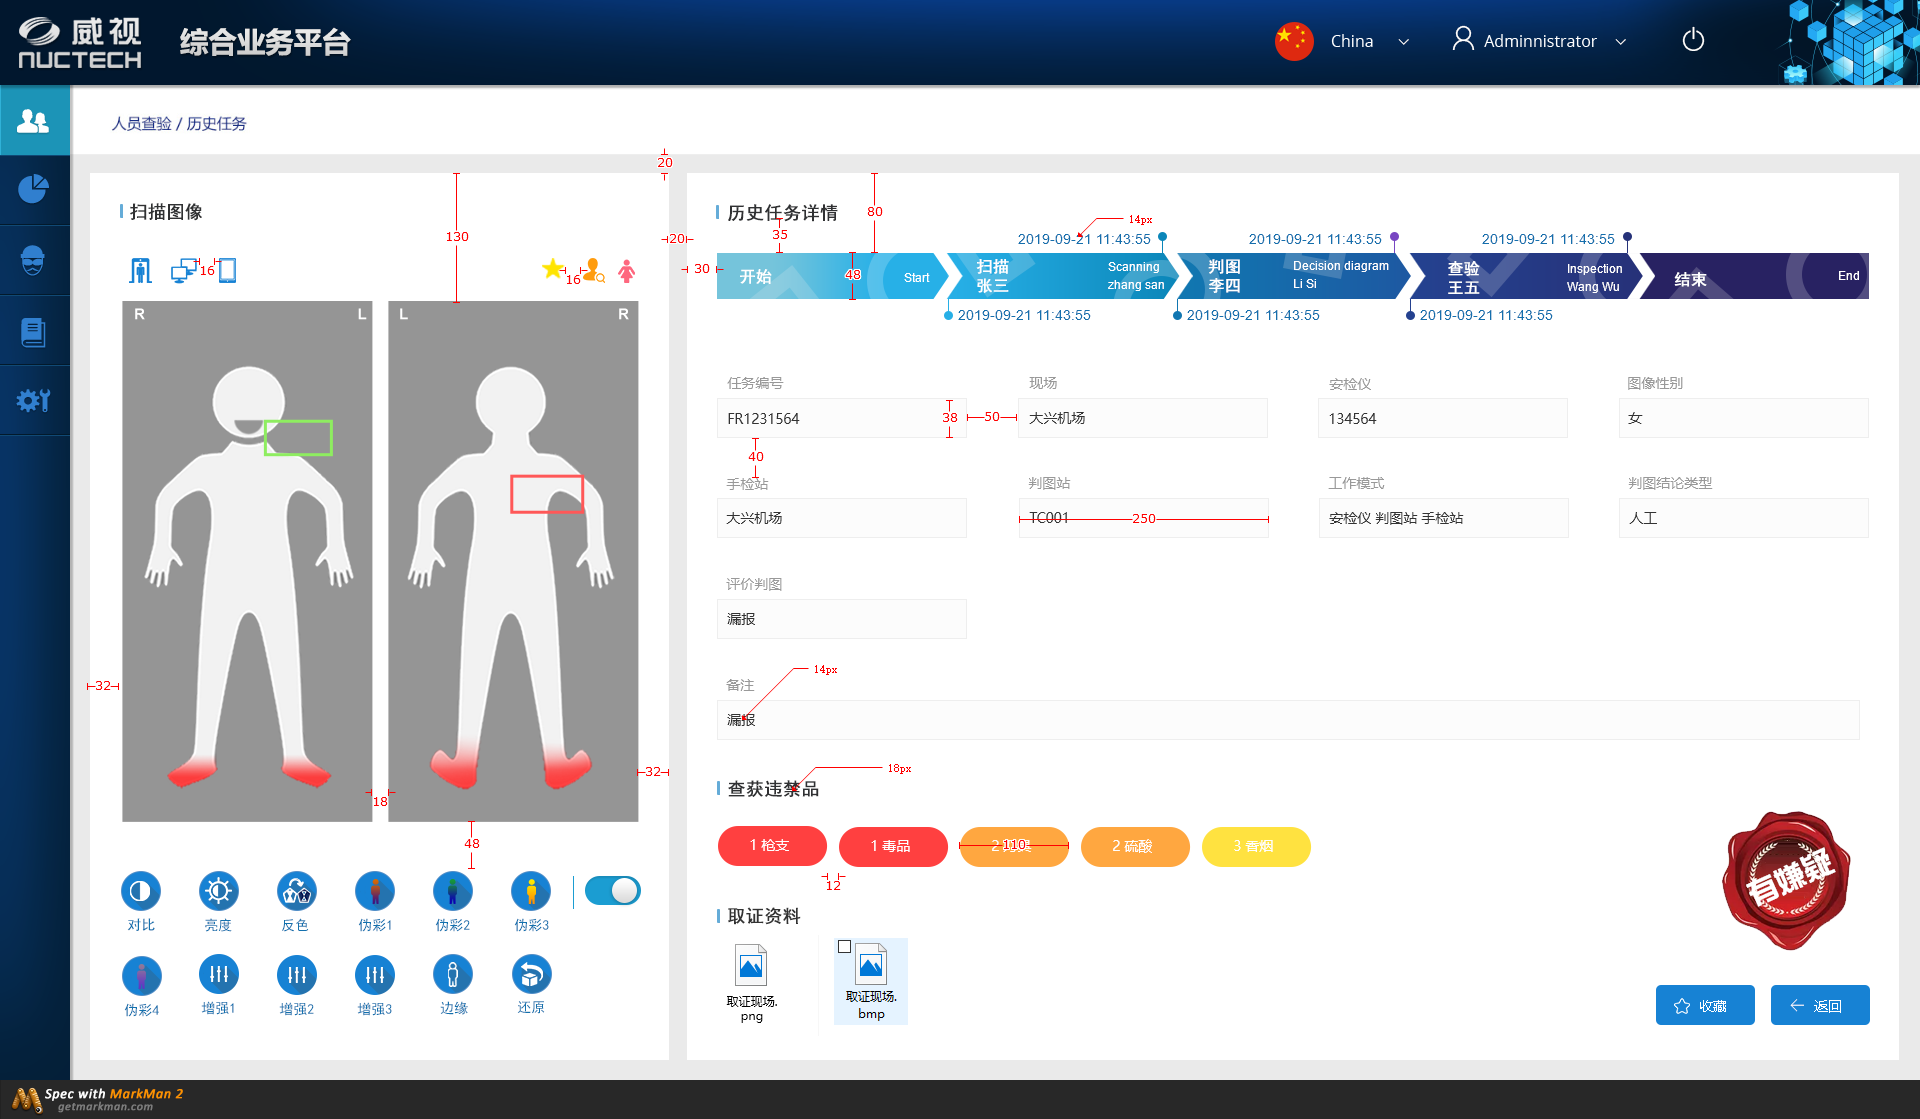 威视
NUCTECH
综合业务平台
China
Adminnistrator
人员查验 / 历史任务
20
扫描图像
130
16
16
20
30
R
L
L
R
32
18
32
48
对比
亮度
反色
伪彩1
伪彩2
伪彩3
伪彩4
增强1
增强2
增强3
边缘
还原
历史任务详情
80
35
14px
2019-09-21 11:43:55
2019-09-21 11:43:55
2019-09-21 11:43:55
开始
Start
48
扫描
张三
Scanning
zhang san
判图
李四
Decision diagram
Li Si
查验
王五
Inspection
Wang Wu
结束
End
2019-09-21 11:43:55
2019-09-21 11:43:55
2019-09-21 11:43:55
任务编号
现场
安检仪
图像性别
FR1231564
38
50
大兴机场
134564
女
40
手检站
判图站
工作模式
判图结论类型
大兴机场
TC001
250
安检仪 判图站 手检站
人工
评价判图
漏报
14px
备注
漏报
18px
查获违禁品
1 枪支
1 毒品
2
110
2 硫酸
3 香烟
12
有嫌疑
取证资料
取证现场.
png
取证现场.
bmp
收藏
返回
Spec with MarkMan 2
getmarkman.com